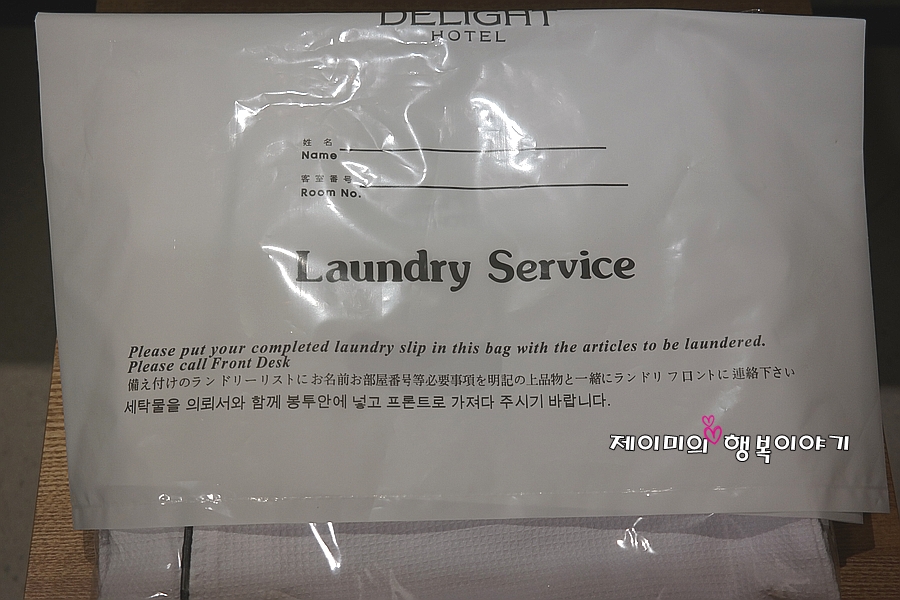 DELIGHT
HOTEL
姓 名
Name
客室番号
Room No.
Laundry Service
Please put your completed laundry slip in this bag with the articles to be laundered.
Please call Front Desk
備え付けのランドリーリストにお名前お部屋番号等必要事項を明記の上品物と一緒にランドリフロントに連絡下さい
세탁물을 의뢰서와 함께 봉투안에 넣고 프론트로 가져다 주시기 바랍니다.
제이미의 행복이야기